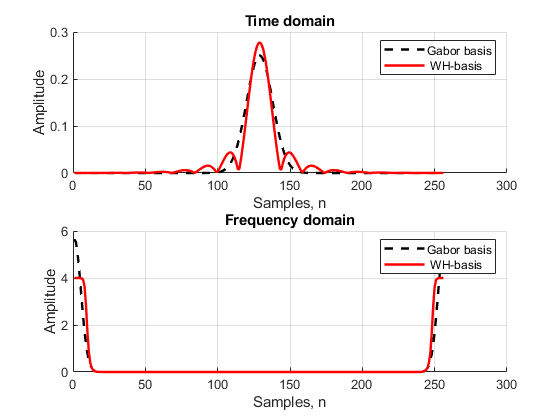 Time domain
0.3
0.2
0.1
0
Amplitude
Gabor basis
WH-basis
0 50 100 150 200 250 300
Samples, n
Frequency domain
6
4
2
0
Amplitude
Gabor basis
WH-basis
0 50 100 150 200 250 300
Samples, n